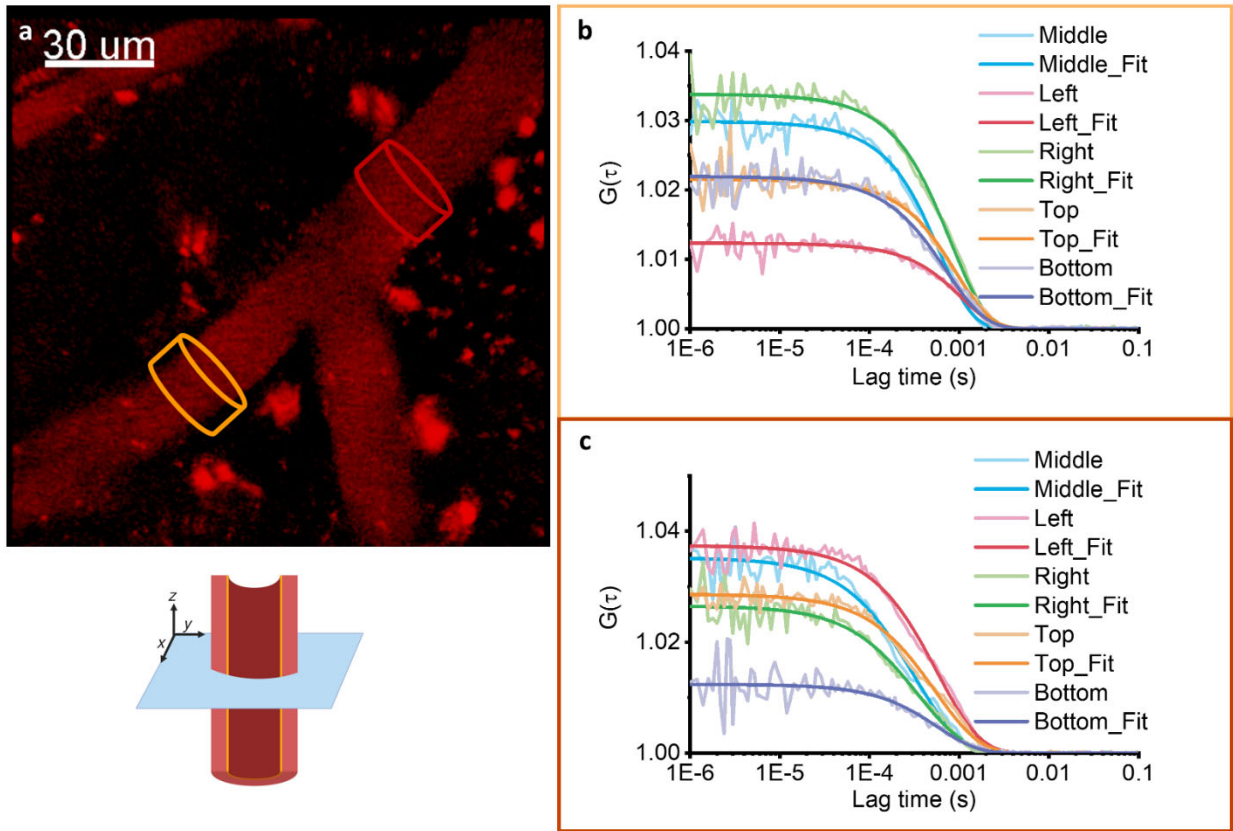 a
30 um
z
y
x
b
1.04
1.03
1.02
1.01
1.00
G(τ)
1E-6 1E-5 1E-4 0.001 0.01 0.1
Lag time (s)
Middle
Middle_Fit
Left
Left_Fit
Right
Right_Fit
Top
Top_Fit
Bottom
Bottom_Fit
c
1.04
1.02
1.00
G(τ)
1E-6 1E-5 1E-4 0.001 0.01 0.1
Lag time (s)
Middle
Middle_Fit
Left
Left_Fit
Right
Right_Fit
Top
Top_Fit
Bottom
Bottom_Fit